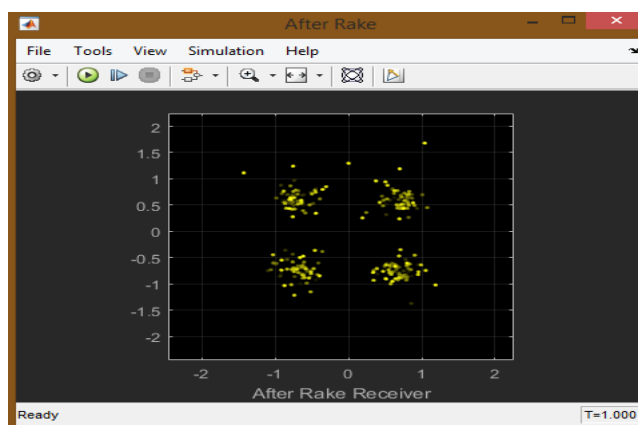 After Rake
File Tools View Simulation Help
2
1.5
1
0.5
0
-0.5
-1
-1.5
-2
-2 -1 0 1 2
After Rake Receiver
Ready T=1.000